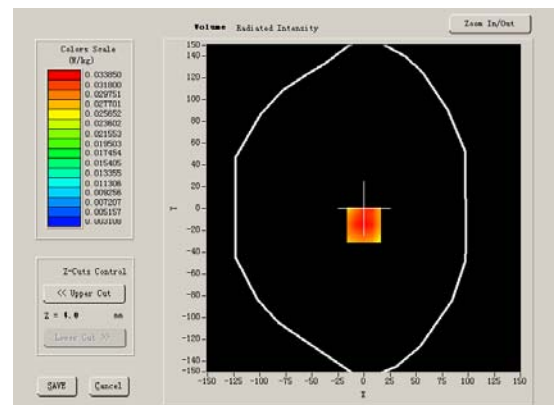 Volume Radiated Intensity
Zoom In/Out
Colors Scale
(W/kg)
0.033850
0.031800
0.029751
0.027701
0.025652
0.023602
0.021553
0.019503
0.017454
0.015405
0.013355
0.011306
0.009256
0.007207
0.005157
0.003108
Z-Cuts Control
<< Upper Cut
Z = 4.0 mm
Lower Cut >>
SAVE
Cancel
150
140
120
100
80
60
40
20
0
-20
-40
-60
-80
-100
-120
-140
-150
Y
-150 -125 -100 -75 -50 -25 0 25 50 75 100 125 150
X